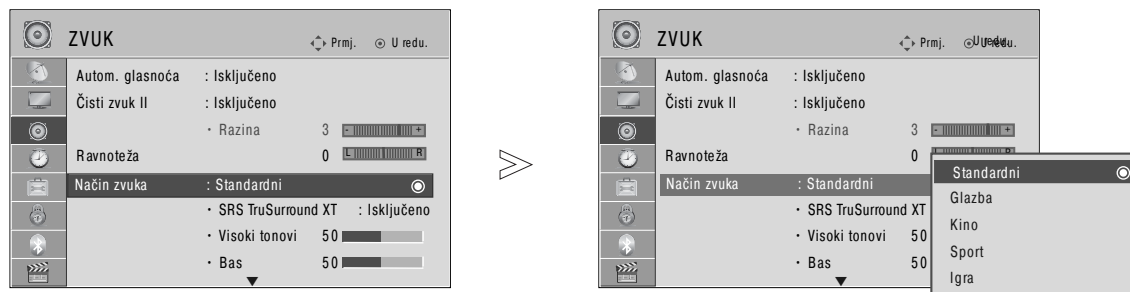 ZVUK
Prmj. U redu.
Autom. glasnoća : Isključeno
Čisti zvuk II : Isključeno
• Razina 3 - +
Ravnoteža 0 L R
Način zvuka : Standardni
• SRS TruSurround XT : Isključeno
• Visoki tonovi 50
• Bas 50
ZVUK
Prmj. U redu.
Autom. glasnoća : Isključeno
Čisti zvuk II : Isključeno
• Razina 3 - +
Ravnoteža 0 L R
Način zvuka : Standardni
• SRS TruSurround XT
• Visoki tonovi 50
• Bas 50
Standardni
Glazba
Kino
Sport
Igra